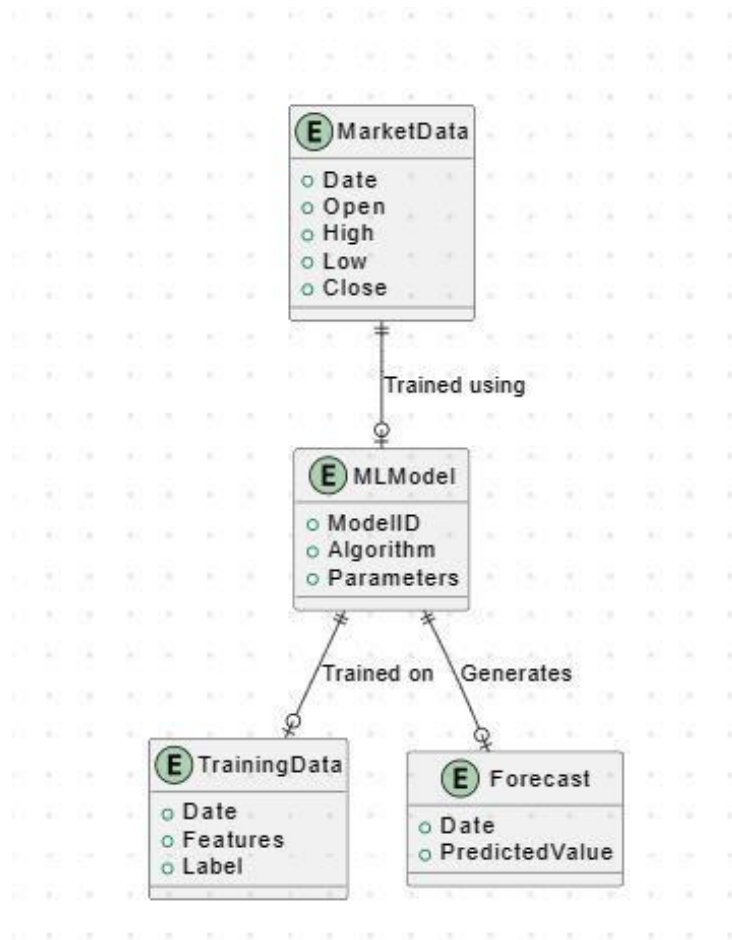 E MarketData
Date
Open
High
Low
Close
Trained using
E MLModel
ModelID
Algorithm
Parameters
Trained on
Generates
E TrainingData
Date
Features
Label
E Forecast
Date
PredictedValue